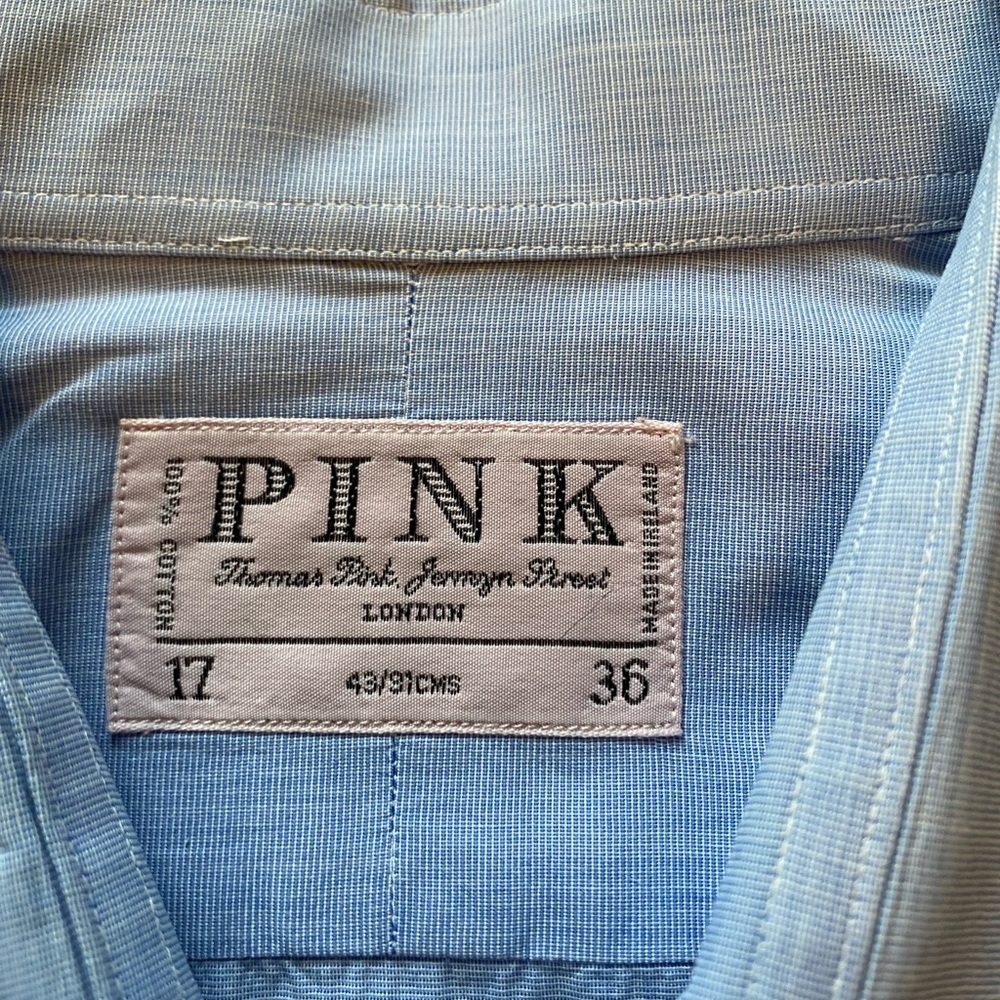 PINK
100% COTTON
MADE IN IRELAND
Thomas Pink, Jermyn Street
LONDON
17 43/91CMS 36